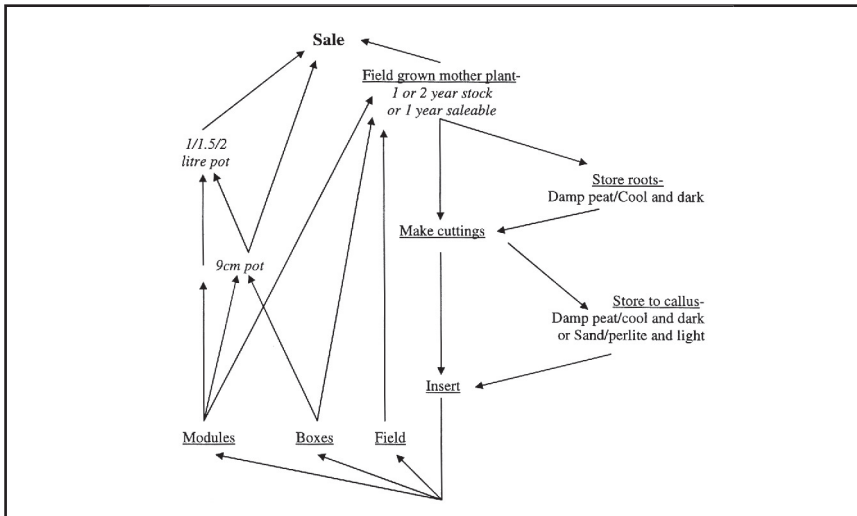 Sale
Field grown mother plant-
1 or 2 year stock
or 1 year saleable
1/1.5/2
litre pot
Store roots-
Damp peat/Cool and dark
Make cuttings
9cm pot
Store to callus-
Damp peat/cool and dark
or Sand/perlite and light
Insert
Modules
Boxes
Field